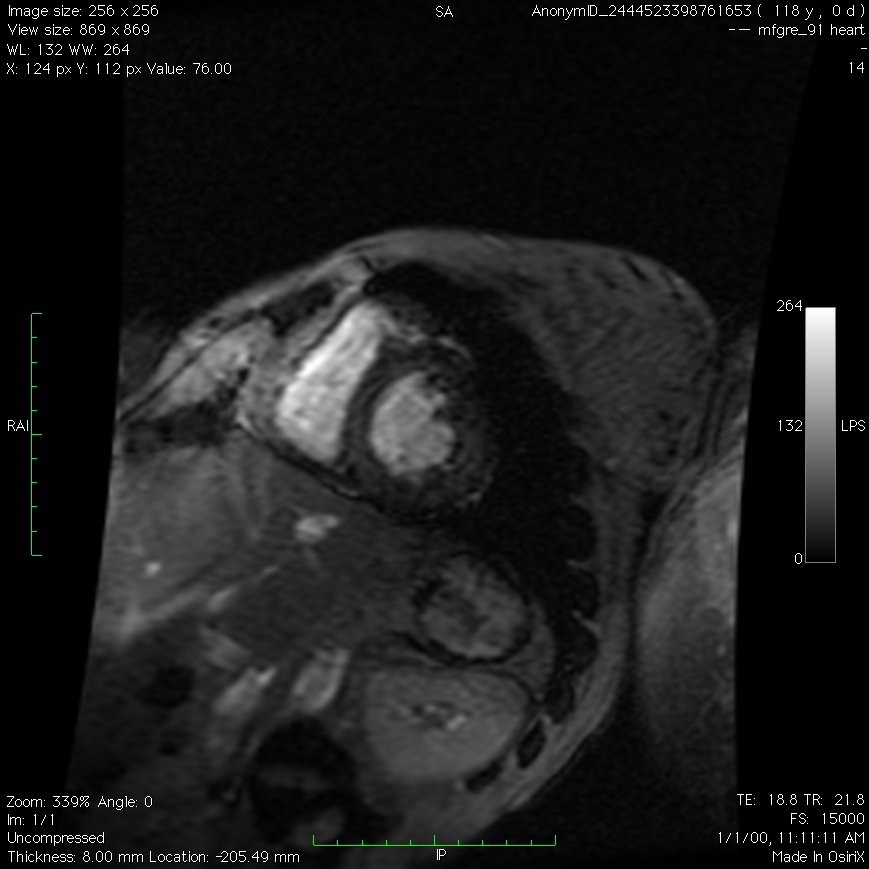 Image size: 256 x 256
View size: 869 x 869
WL: 132 WW: 264
X: 124 px Y: 112 px Value: 76.00
SA
AnonymID_2444523398761653 ( 118 y , 0 d )
-- mfgre_91 heart
-
14
RAI
264
132
0
LPS
Zoom: 339% Angle: 0
Im: 1/1
Uncompressed
Thickness: 8.00 mm Location: -205.49 mm
IP
TE: 18.8 TR: 21.8
FS: 15000
1/1/00, 11:11:11 AM
Made In OsiriX